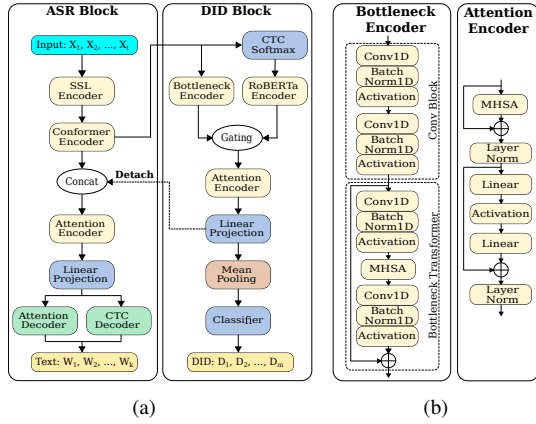 ASR Block
Input: X1, X2, ..., Xt
SSL
Encoder
Conformer
Encoder
Concat
Detach
Attention
Encoder
Linear
Projection
Attention
Decoder
CTC
Decoder
Text: W1, W2, ..., Wk
DID Block
CTC
Softmax
Bottleneck
Encoder
RoBERTa
Encoder
Gating
Attention
Encoder
Linear
Projection
Mean
Pooling
Classifier
DID: D1, D2, ..., Dm
(a)
Bottleneck
Encoder
Conv1D
Batch
Norm1D
Activation
Conv1D
Batch
Norm1D
Activation
Conv Block
Conv1D
Batch
Norm1D
Activation
MHSA
Conv1D
Batch
Norm1D
Activation
Bottleneck Transformer
Attention
Encoder
MHSA
Layer
Norm
Linear
Activation
Linear
Layer
Norm
(b)